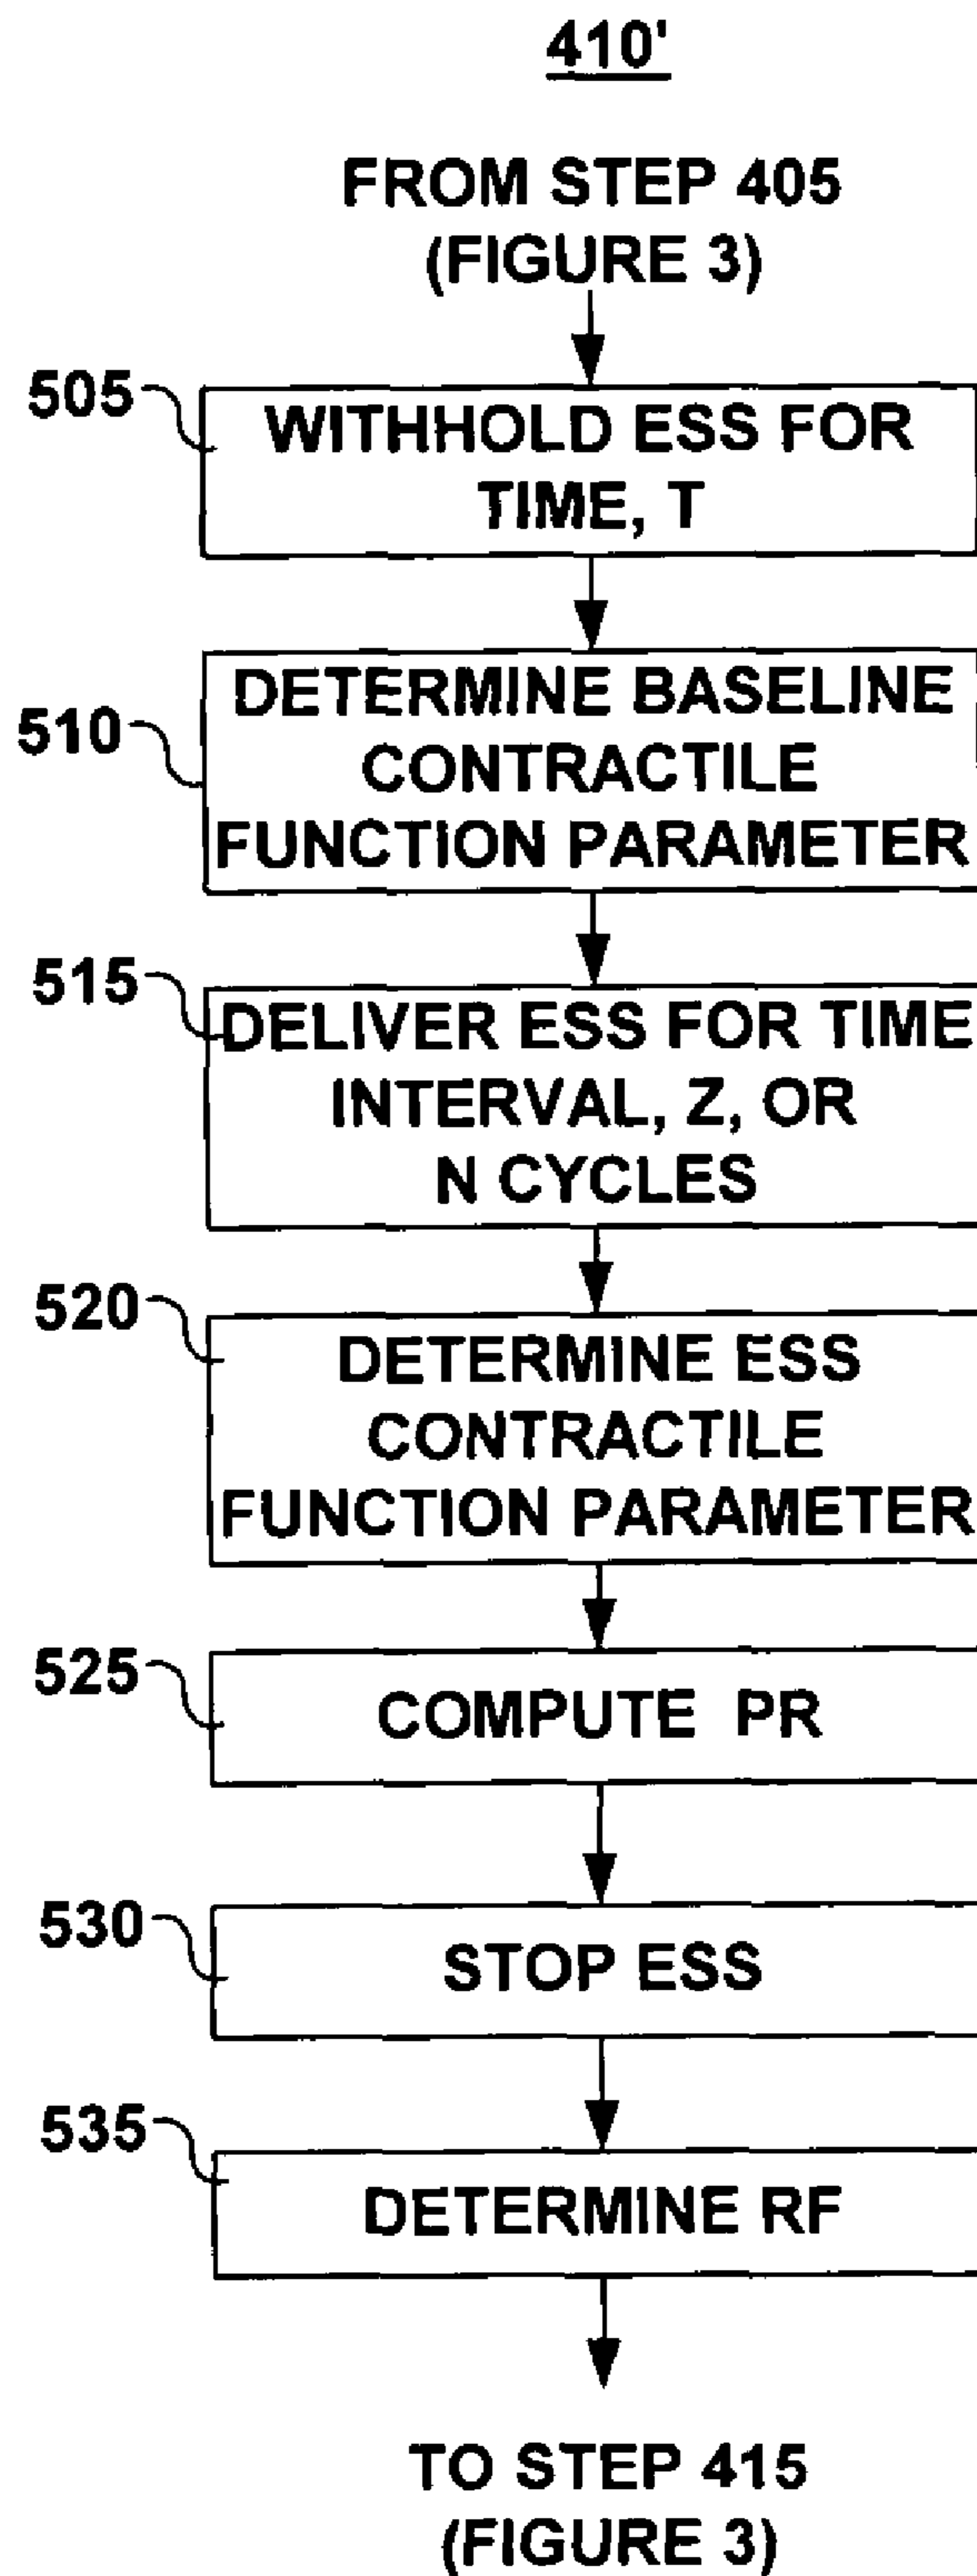 410'
FROM STEP 405
(FIGURE 3)
505
WITHHOLD ESS FOR
TIME, T
510
DETERMINE BASELINE
CONTRACTILE
FUNCTION PARAMETER
515
DELIVER ESS FOR TIME
INTERVAL, Z, OR
N CYCLES
520
DETERMINE ESS
CONTRACTILE
FUNCTION PARAMETER
525
COMPUTE PR
530
STOP ESS
535
DETERMINE RF
TO STEP 415
(FIGURE 3)